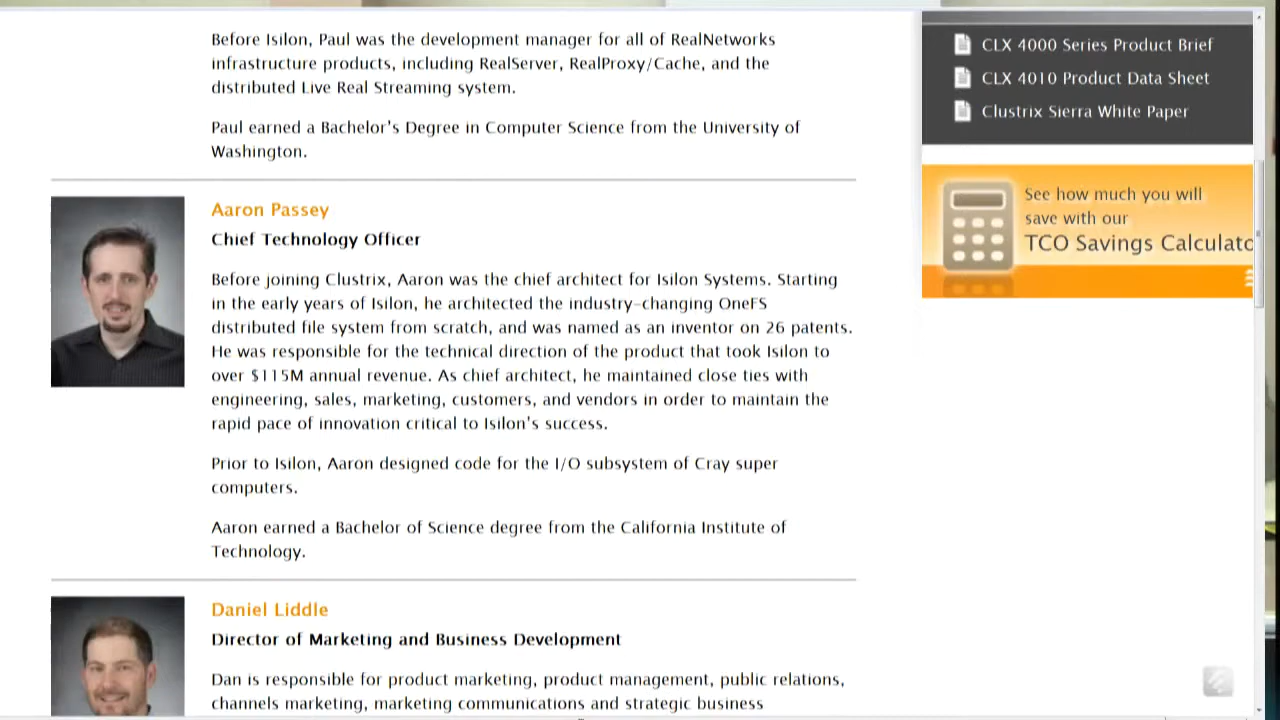 Before Isilon, Paul was the development manager for all of RealNetworks
infrastructure products, including RealServer, RealProxy/Cache, and the
distributed Live Real Streaming system.
Paul earned a Bachelor's Degree in Computer Science from the University of
Washington.
Aaron Passey
Chief Technology Officer
Before joining Clustrix, Aaron was the chief architect for Isilon Systems. Starting
in the early years of Isilon, he architected the industry-changing OneFS
distributed file system from scratch, and was named as an inventor on 26 patents.
He was responsible for the technical direction of the product that took Isilon to
over $115M annual revenue. As chief architect, he maintained close ties with
engineering, sales, marketing, customers, and vendors in order to maintain the
rapid pace of innovation critical to Isilon's success.
Prior to Isilon, Aaron designed code for the I/O subsystem of Cray super
computers.
Aaron earned a Bachelor of Science degree from the California Institute of
Technology.
Daniel Liddle
Director of Marketing and Business Development
Dan is responsible for product marketing, product management, public relations,
channels marketing, marketing communications and strategic business
CLX 4000 Series Product Brief
CLX 4010 Product Data Sheet
Clustrix Sierra White Paper
See how much you will
save with our
TCO Savings Calculato